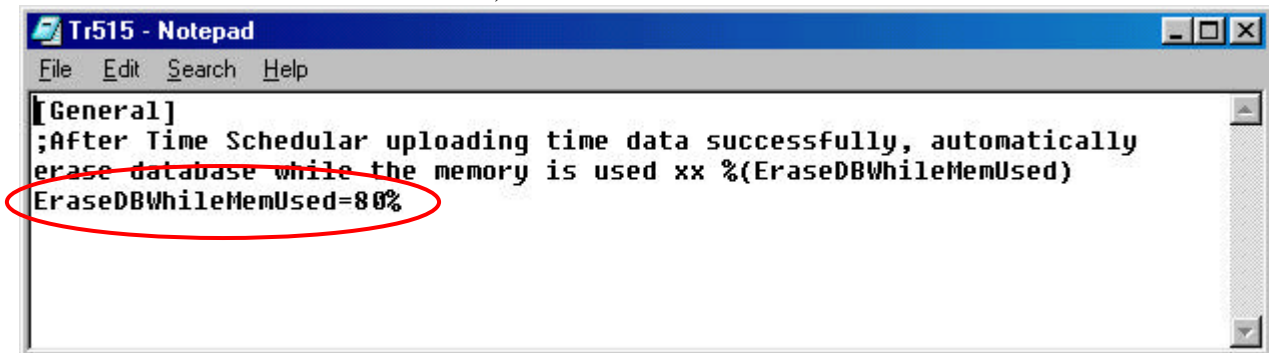 Tr515 - Notepad
File Edit Search Help
[General]
;After Time Schedular uploading time data successfully, automatically
erase database while the memory is used xx %(EraseDBWhileMemUsed)
EraseDBWhileMemUsed=80%